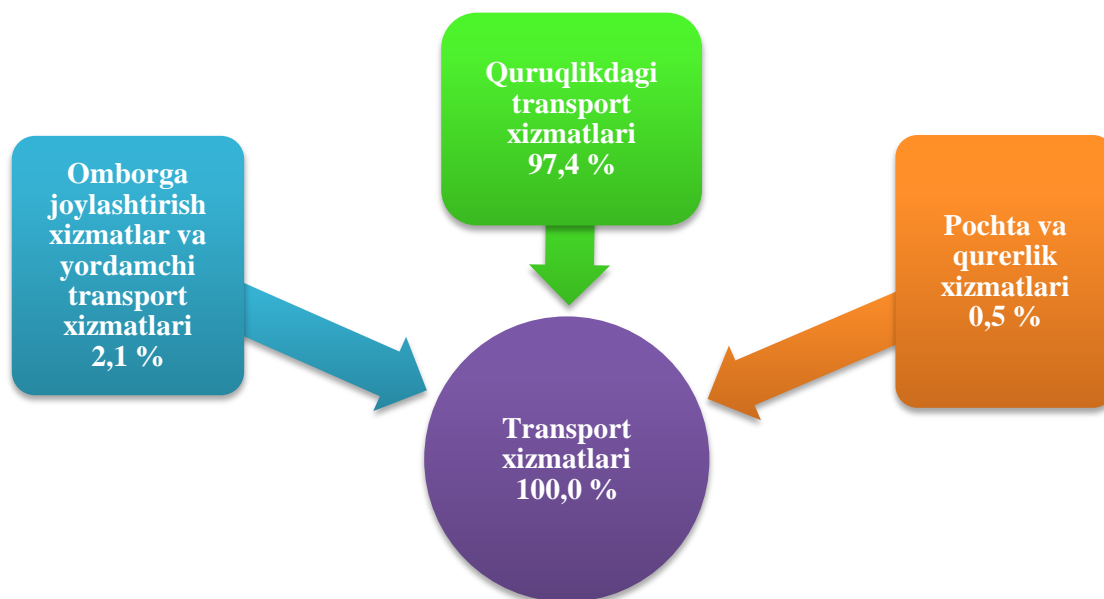 Quruqlikdagi
transport
xizmatlari
97,4 %
Omborga
joylashtirish
xizmatlar va
yordamchi
transport
xizmatlari
2,1 %
Pochta va
qurerlik
xizmatlari
0,5 %
Transport
xizmatlari
100,0 %